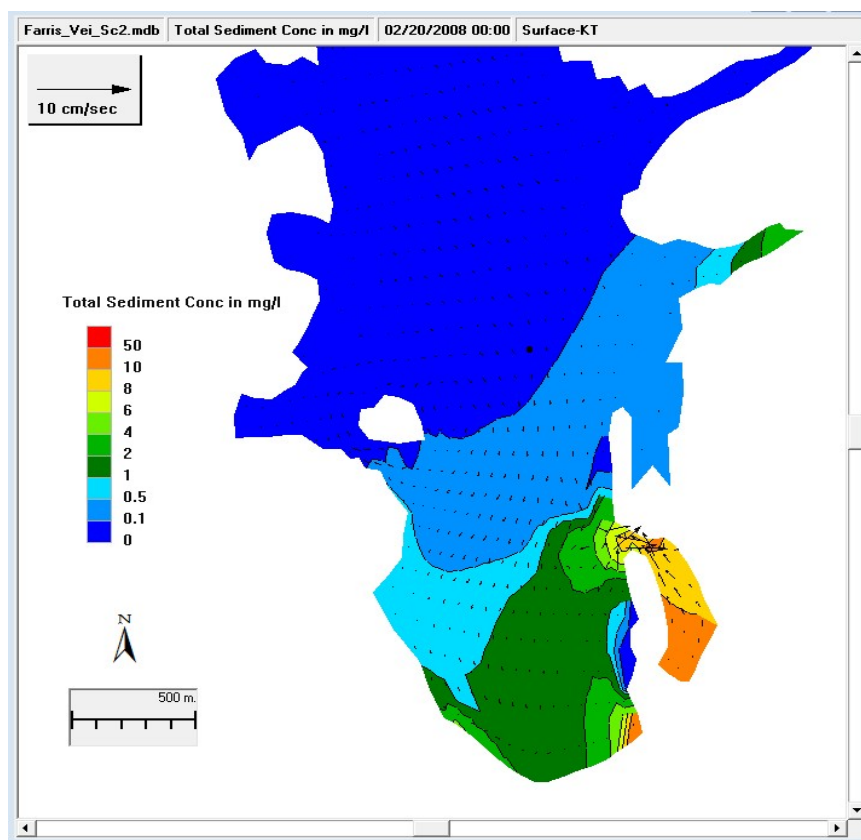 Farris_Vei_Sc2.mdb Total Sediment Conc in mg/l 02/20/2008 00:00 Surface-KT
10 cm/sec
Total Sediment Conc in mg/l
50
10
8
6
4
2
1
0.5
0.1
0
N
500 m.